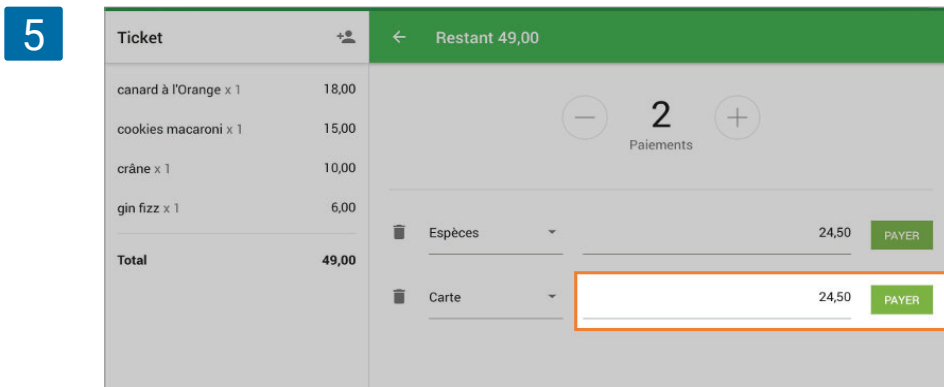 5
Ticket
Restant 49,00
canard à l'Orange x 1 18,00
cookies macaroni x 1 15,00
crâne x 1 10,00
gin fizz x 1 6,00
Total 49,00
2
Paiements
Espèces 24,50 PAYER
Carte 24,50 PAYER